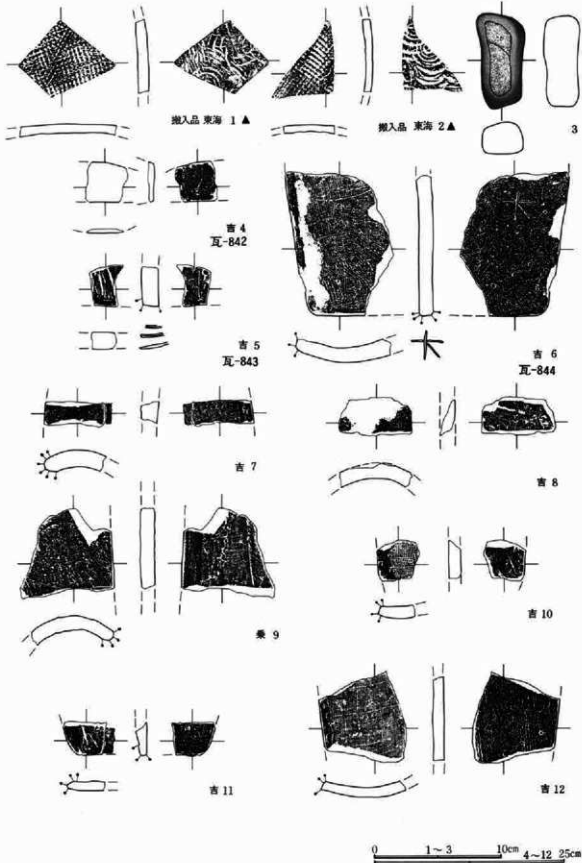 搬入品 東海 1▲
搬入品 東海 2▲
3
吉 4
瓦-842
吉 5
瓦-843
吉 6
瓦-844
吉 7
吉 8
乗 9
吉 10
吉 11
吉 12
0 1～3 10cm 4～12 25cm